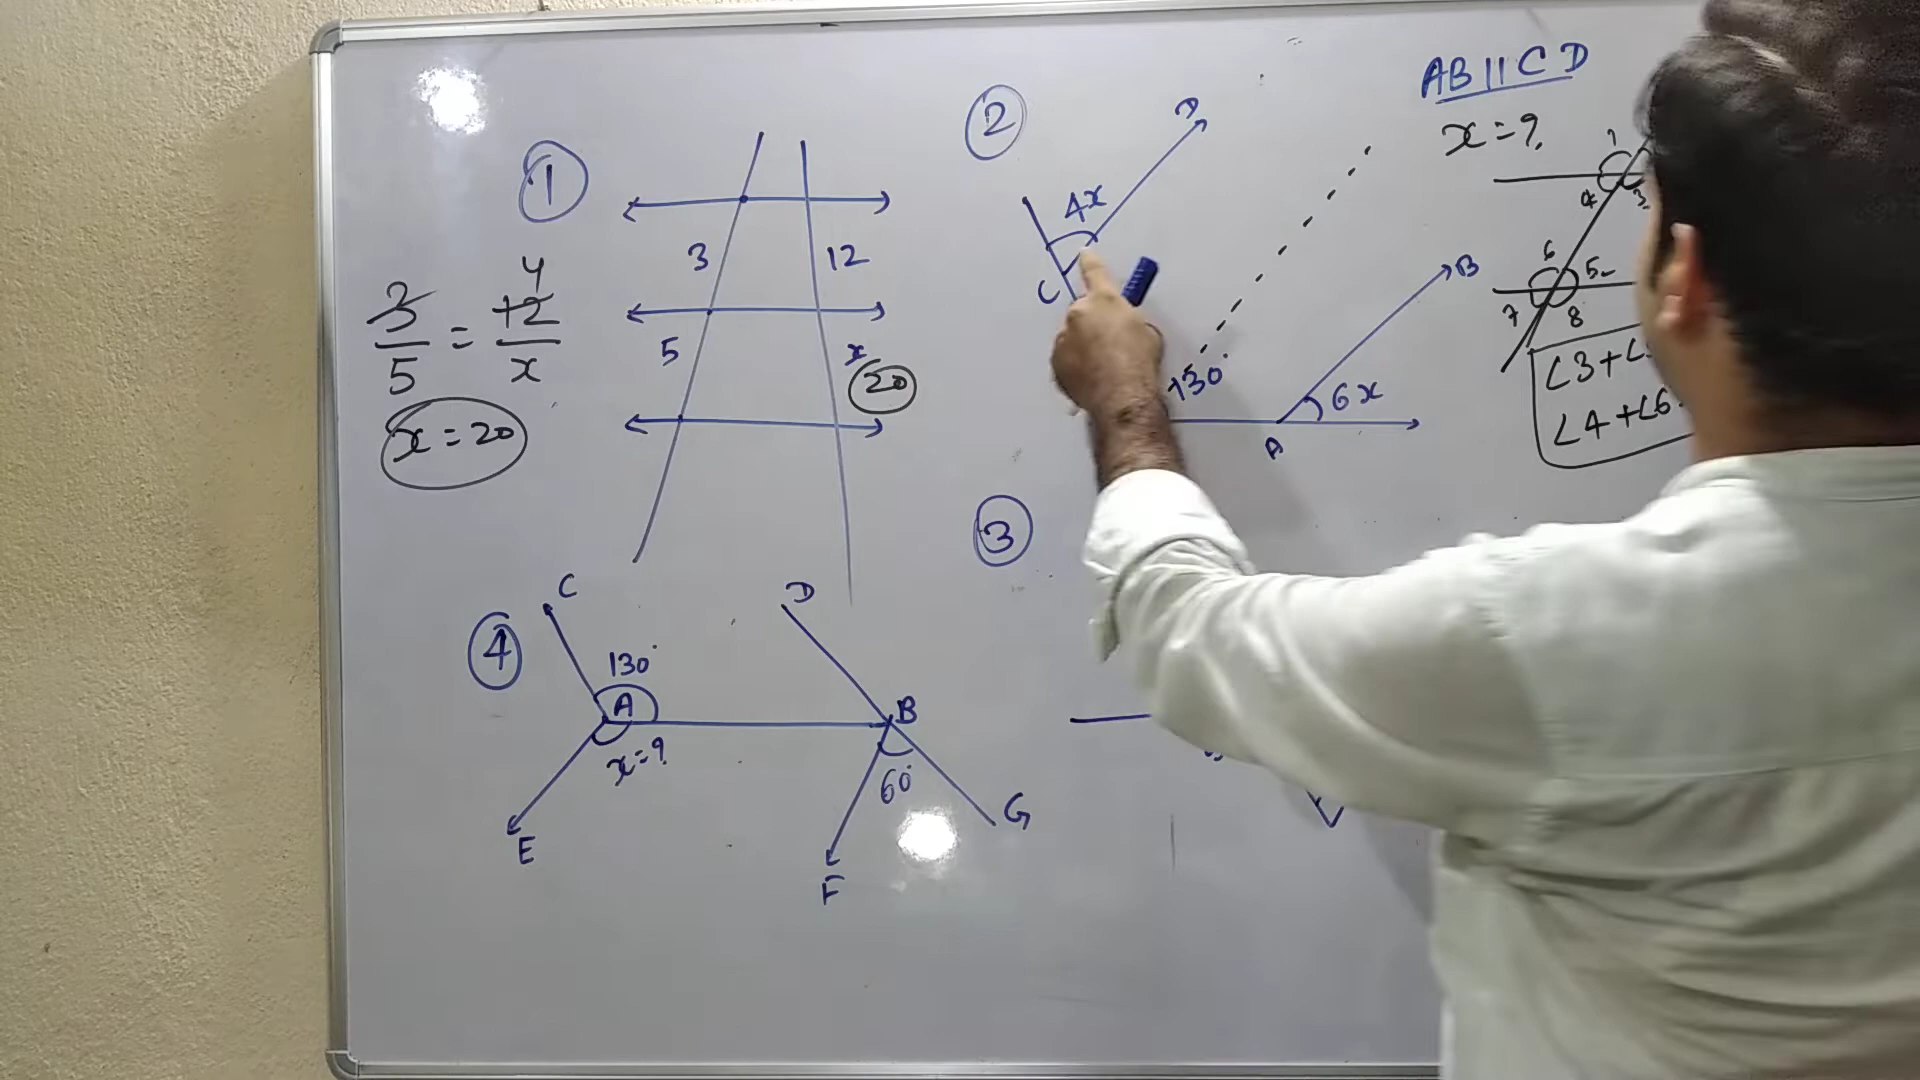 1
3
12
5
x
20
3/5 = 12/x
4
x = 20
2
AB || CD
x = ?
D
4x
C
130°
B
6x
A
1
4
3
6
5
7
8
∠3+∠
∠4+∠6
3
4
C
D
130°
A
B
x = ?
60°
E
F
G